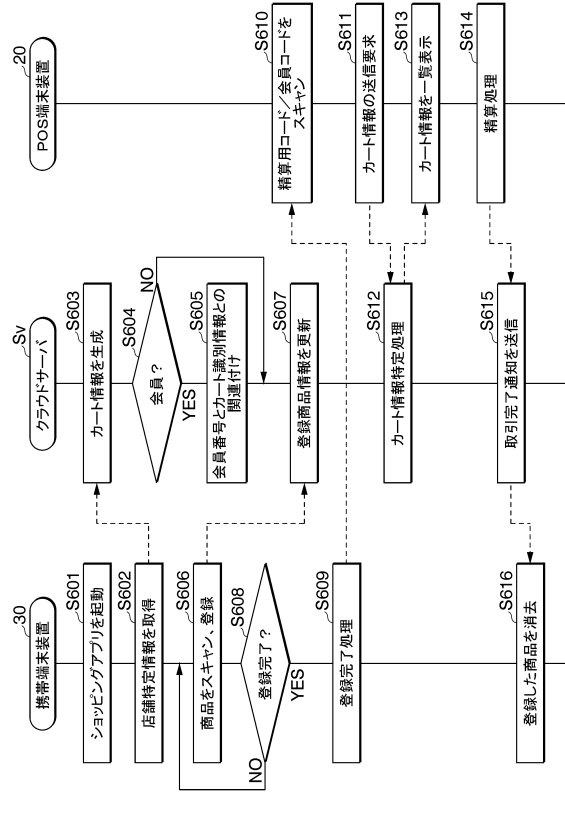 携帯端末装置
30
ショッピングアプリを起動
S601
店舗特定情報を取得
S602
商品をスキャン、登録
S606
登録完了？
S608
NO
YES
登録完了処理
S609
登録した商品を消去
S616
クラウドサーバ
Sv
カート情報を生成
S603
会員？
S604
NO
YES
会員番号とカート識別情報との
関連付け
S605
登録商品情報を更新
S607
カート情報特定処理
S612
取引完了通知を送信
S615
POS端末装置
20
精算用コード／会員コードを
スキャン
S610
カート情報の送信要求
S611
カート情報を一覧表示
S613
精算処理
S614